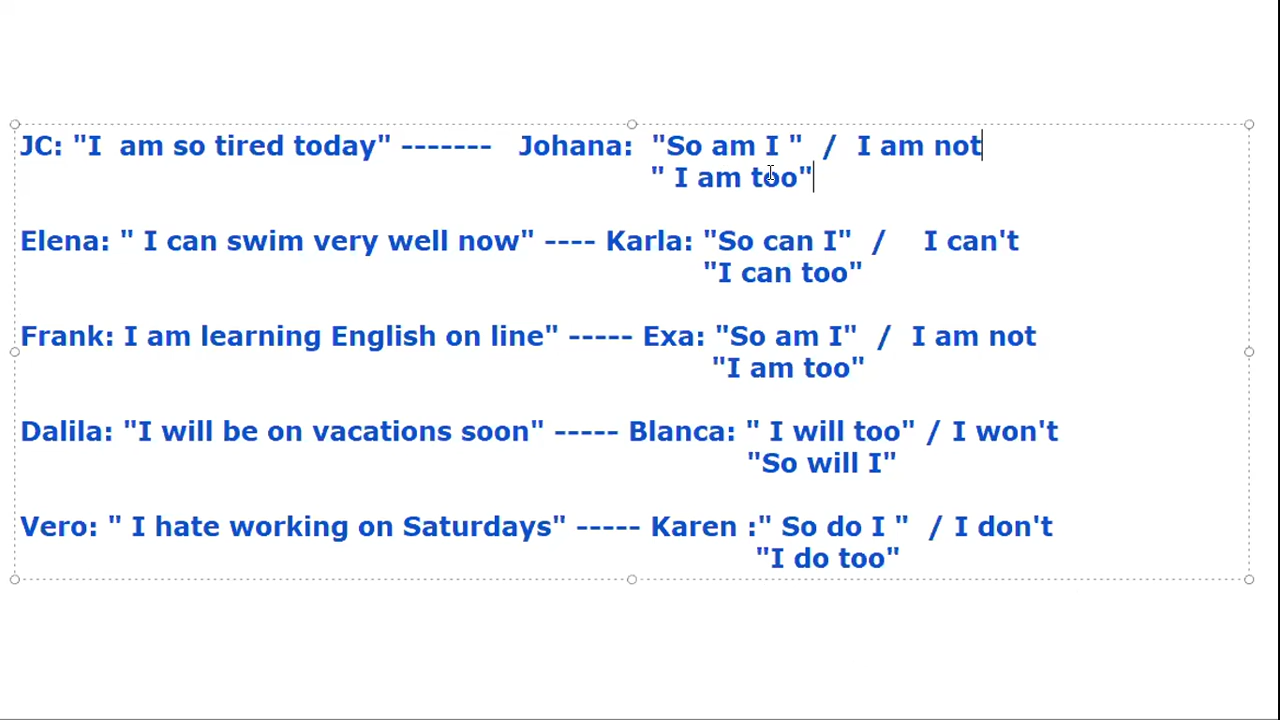 JC: "I  am so tired today" -------   Johana:  "So am I "  /  I am not
" I am too"
Elena: " I can swim very well now" ---- Karla: "So can I"  /    I can't
"I can too"
Frank: I am learning English on line" ----- Exa: "So am I"  /  I am not
"I am too"
Dalila: "I will be on vacations soon" ----- Blanca: " I will too" / I won't
"So will I"
Vero: " I hate working on Saturdays" ----- Karen :" So do I "  / I don't
"I do too"